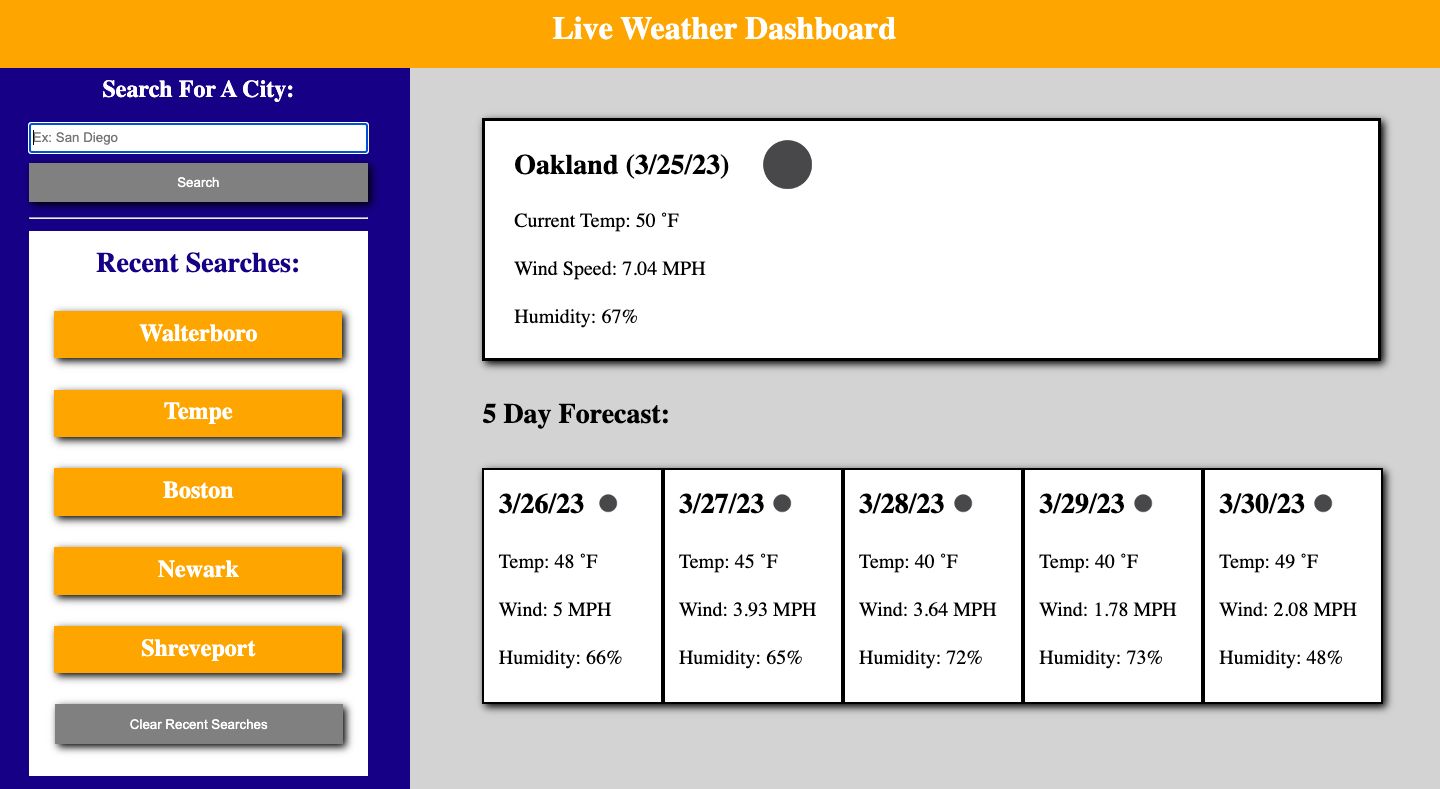 Live Weather Dashboard
Search For A City:
Ex: San Diego
Search
Recent Searches:
Walterboro
Tempe
Boston
Newark
Shreveport
Clear Recent Searches
Oakland (3/25/23)
Current Temp: 50 ˚F
Wind Speed: 7.04 MPH
Humidity: 67%
5 Day Forecast:
3/26/23
Temp: 48 ˚F
Wind: 5 MPH
Humidity: 66%
3/27/23
Temp: 45 ˚F
Wind: 3.93 MPH
Humidity: 65%
3/28/23
Temp: 40 ˚F
Wind: 3.64 MPH
Humidity: 72%
3/29/23
Temp: 40 ˚F
Wind: 1.78 MPH
Humidity: 73%
3/30/23
Temp: 49 ˚F
Wind: 2.08 MPH
Humidity: 48%